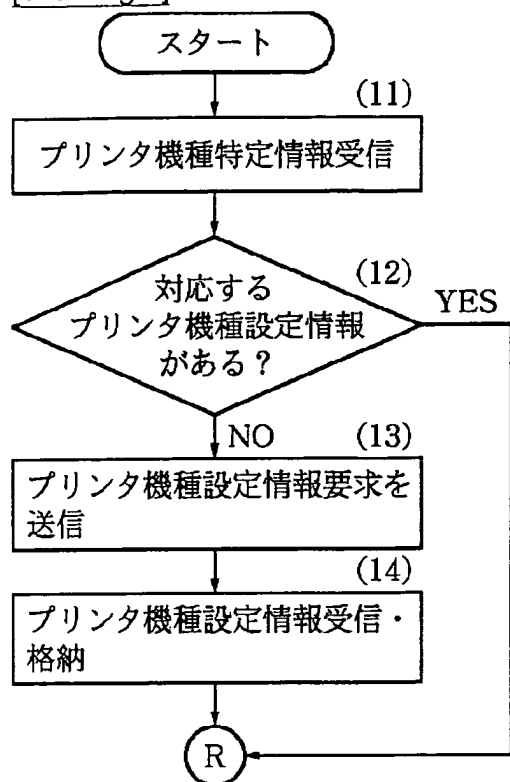 スタート
(11)
プリンタ機種特定情報受信
(12)
対応する
プリンタ機種設定情報
がある？
YES
NO
(13)
プリンタ機種設定情報要求を
送信
(14)
プリンタ機種設定情報受信・
格納
R